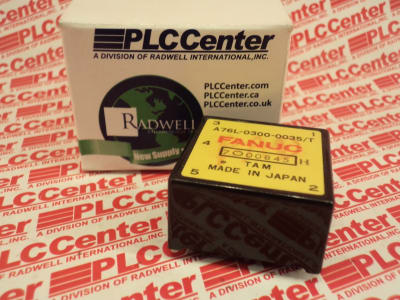 PLCCenter
A DIVISION OF RADWELL INTERNATIONAL, INC.
PLCCenter.com
PLCCenter.ca
PLCCenter.co.uk
RADWELL
New Supply
3
1
A76L-0300-0035/T
4
FANUC
7000845 H
TAM
5
MADE IN JAPAN
2
PLCCenter
A DIVISION OF RADWELL INTERNATIONAL, INC.